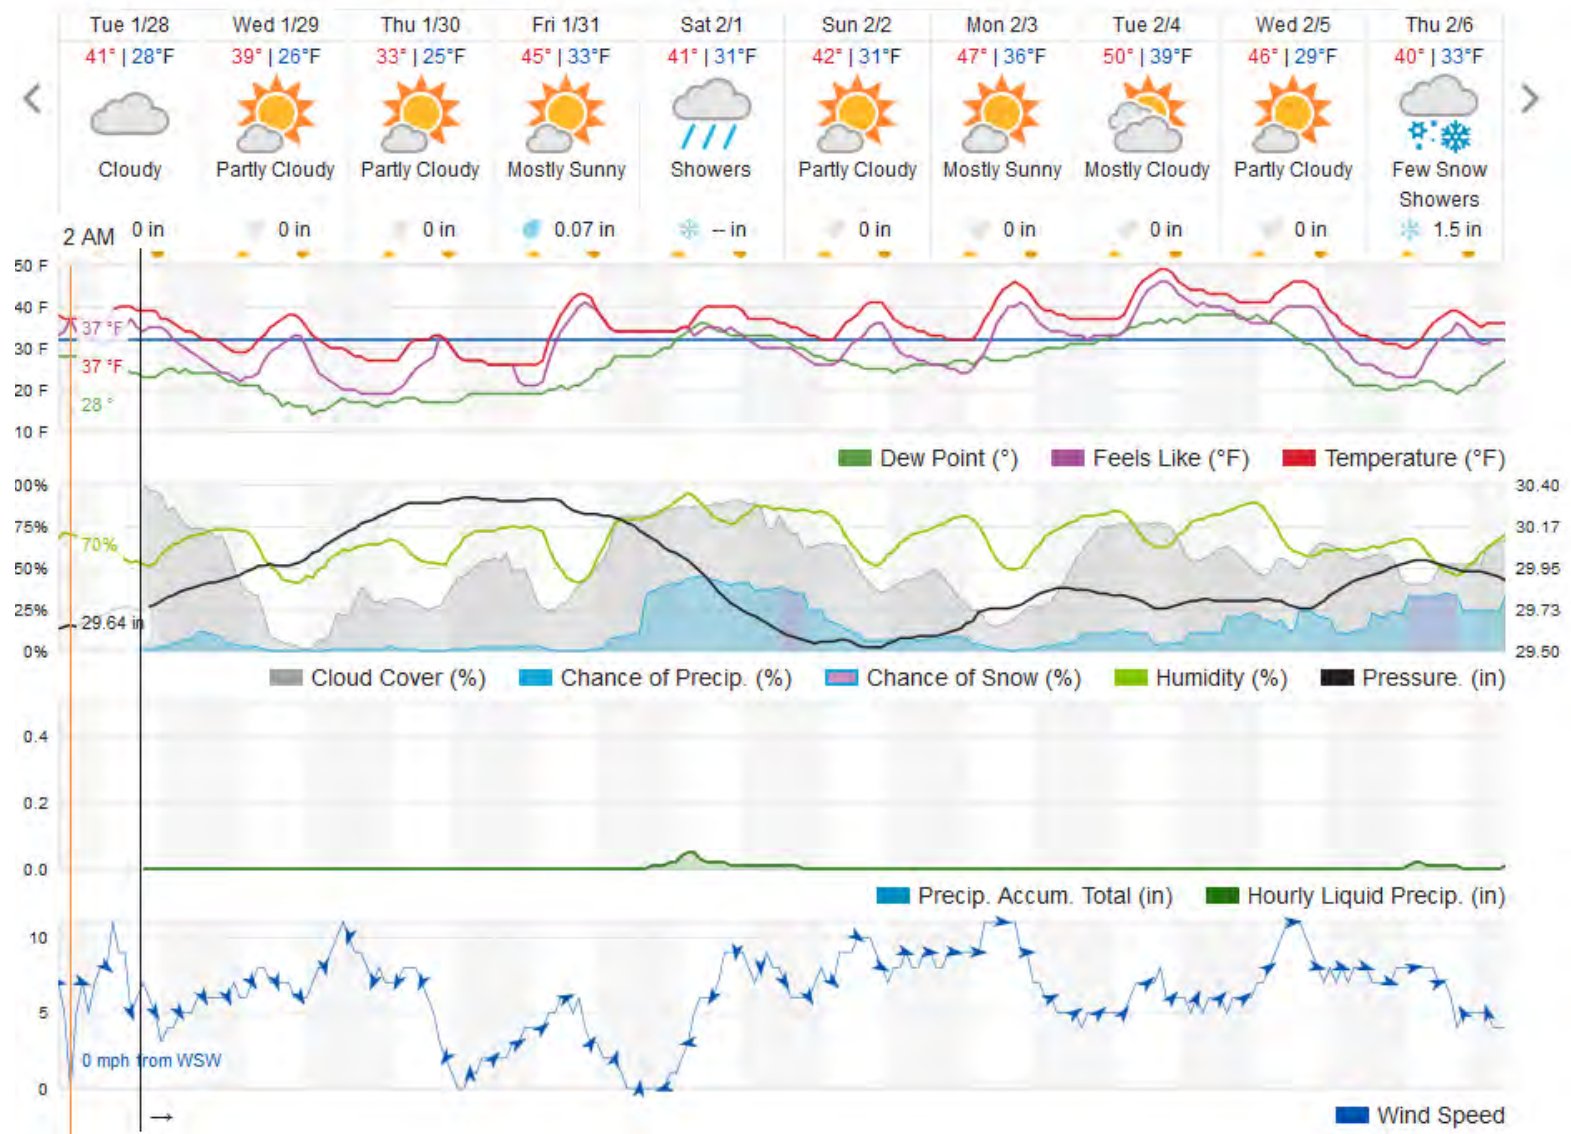 Tue 1/28 Wed 1/29 Thu 1/30 Fri 1/31 Sat 2/1 Sun 2/2 Mon 2/3 Tue 2/4 Wed 2/5 Thu 2/6
41° | 28°F 39° | 26°F 33° | 25°F 45° | 33°F 41° | 31°F 42° | 31°F 47° | 36°F 50° | 39°F 46° | 29°F 40° | 33°F
Cloudy Partly Cloudy Partly Cloudy Mostly Sunny Showers Partly Cloudy Mostly Sunny Mostly Cloudy Partly Cloudy Few Snow
Showers
2 AM 0 in 0 in 0 in 0.07 in -- in 0 in 0 in 0 in 0 in 1.5 in
50 F
40 F
37 °F
30 F
37 °F
20 F
28 °
10 F
Dew Point (°) Feels Like (°F) Temperature (°F)
00% 30.40
75% 30.17
70%
50% 29.95
25% 29.73
29.64 in
0% 29.50
Cloud Cover (%) Chance of Precip. (%) Chance of Snow (%) Humidity (%) Pressure. (in)
0.4
0.2
0.0
Precip. Accum. Total (in) Hourly Liquid Precip. (in)
10
5
0 mph from WSW
0
→
Wind Speed